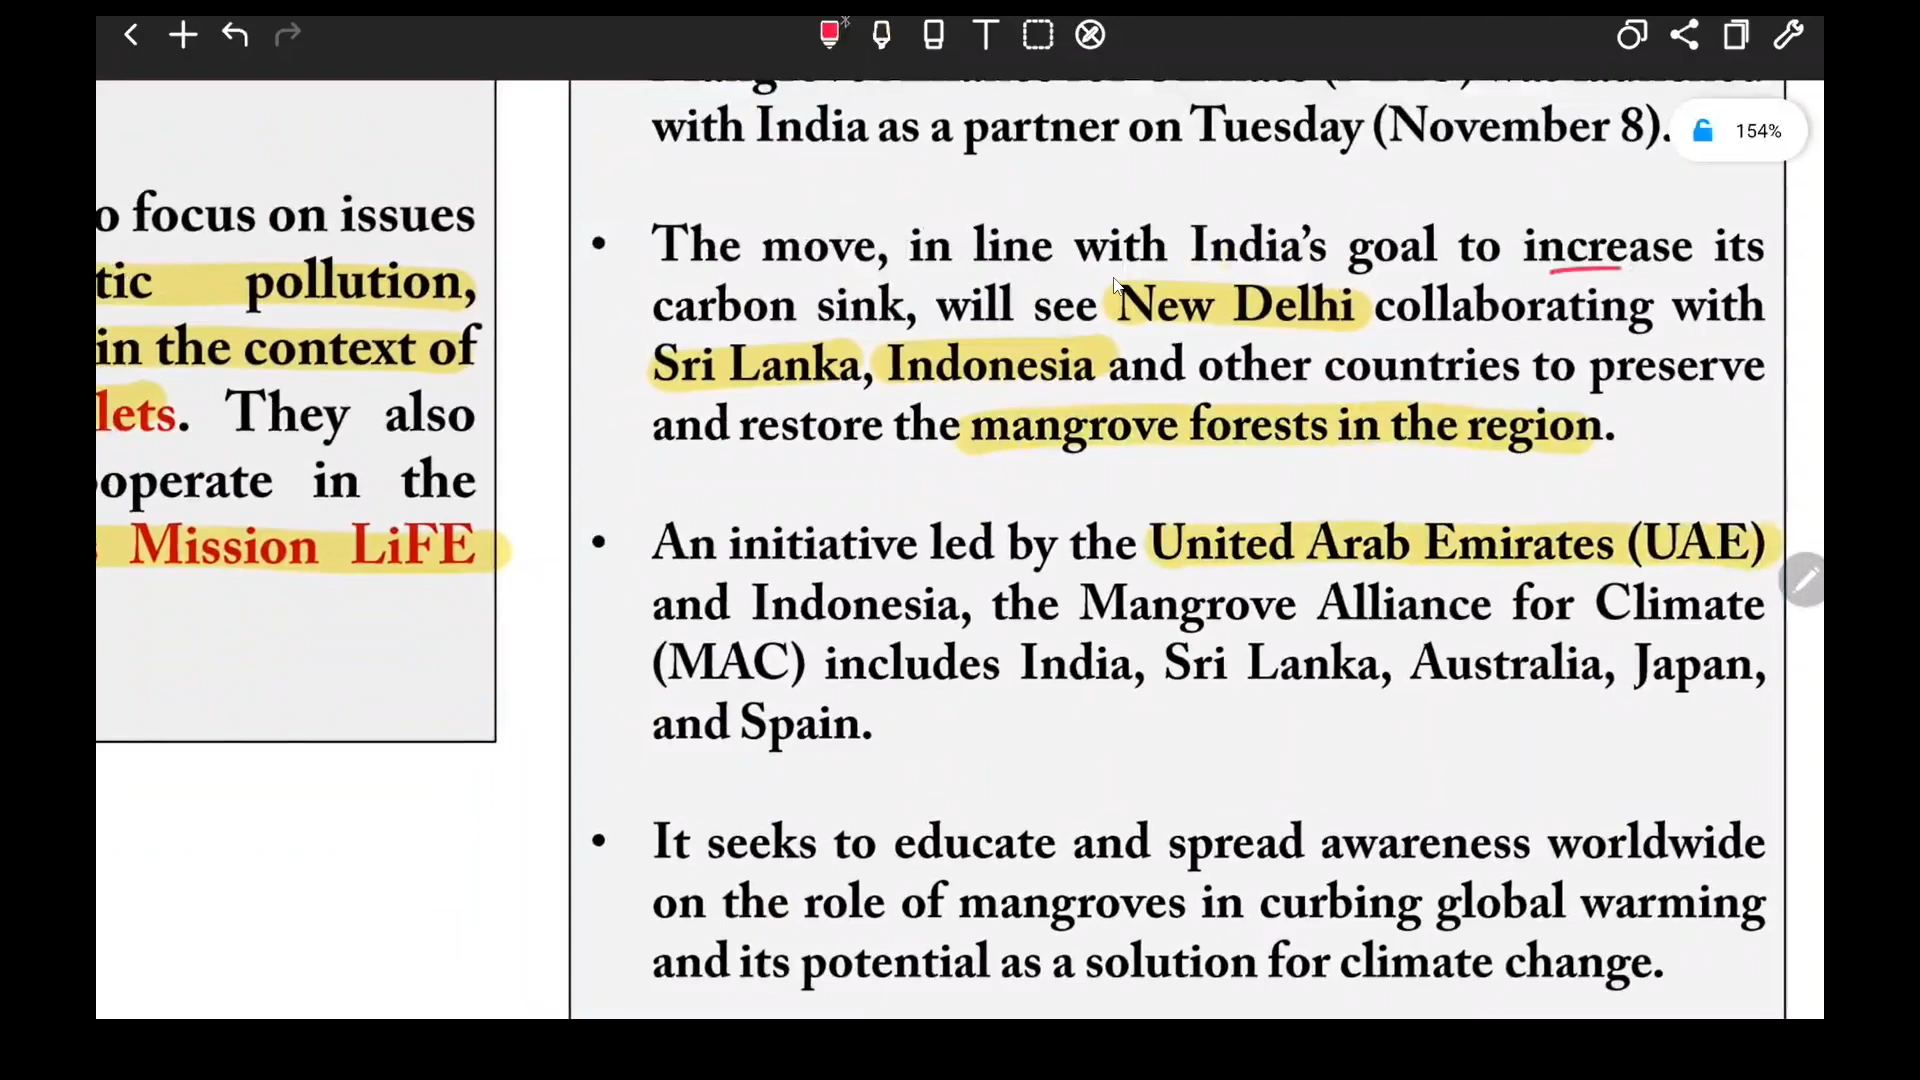 154%
o focus on issues
tic pollution,
in the context of
lets. They also
operate in the
Mission LiFE
with India as a partner on Tuesday (November 8).
• The move, in line with India’s goal to increase its
carbon sink, will see New Delhi collaborating with
Sri Lanka, Indonesia and other countries to preserve
and restore the mangrove forests in the region.
• An initiative led by the United Arab Emirates (UAE)
and Indonesia, the Mangrove Alliance for Climate
(MAC) includes India, Sri Lanka, Australia, Japan,
and Spain.
• It seeks to educate and spread awareness worldwide
on the role of mangroves in curbing global warming
and its potential as a solution for climate change.